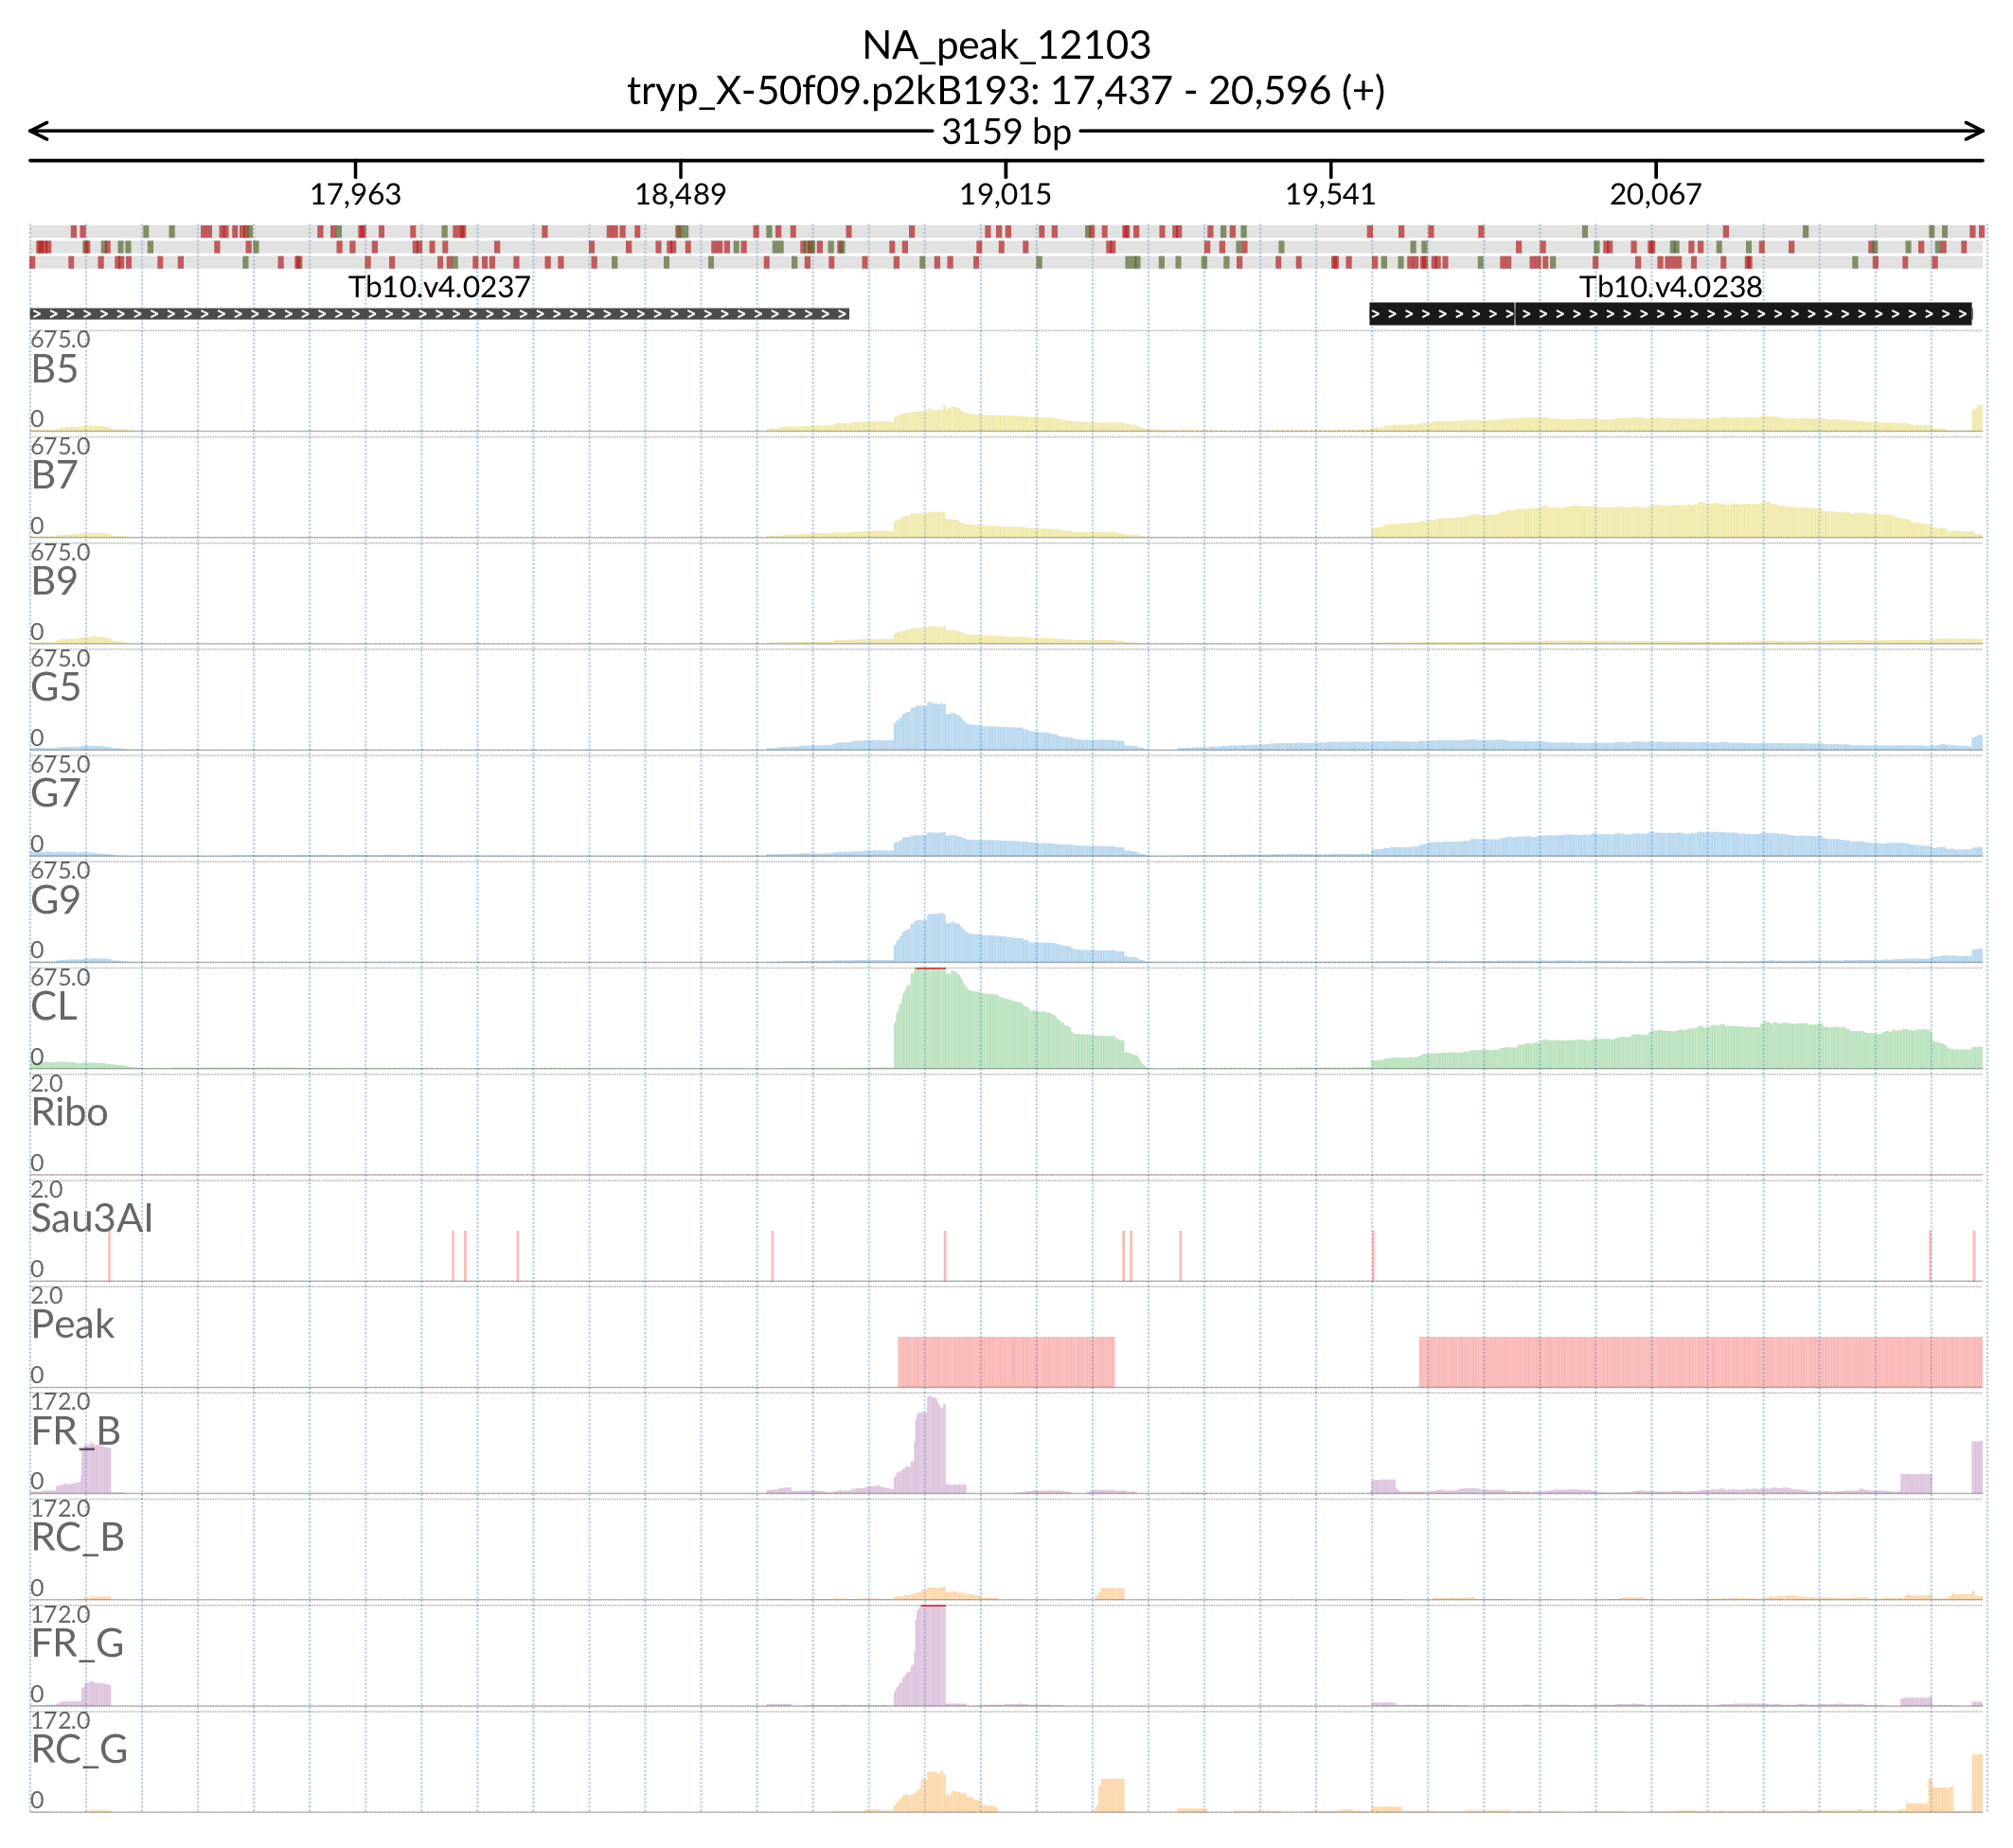 NA_peak_12103
tryp_X-50f09.p2kB193: 17,437 - 20,596 (+)
3159 bp
17,963 18,489 19,015 19,541 20,067
Tb10.v4.0237 Tb10.v4.0238
675.0
B5
0
675.0
B7
0
675.0
B9
0
675.0
G5
0
675.0
G7
0
675.0
G9
0
675.0
CL
0
2.0
Ribo
0
2.0
Sau3AI
0
2.0
Peak
0
172.0
FR_B
0
172.0
RC_B
0
172.0
FR_G
0
172.0
RC_G
0